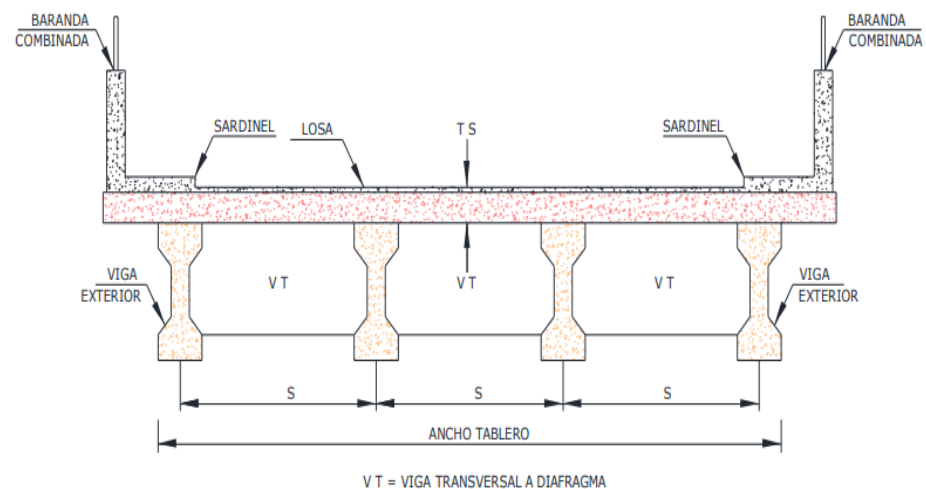 BARANDA
COMBINADA
BARANDA
COMBINADA
SARDINEL
LOSA
T S
SARDINEL
VIGA
EXTERIOR
V T
V T
V T
VIGA
EXTERIOR
S
S
S
ANCHO TABLERO
V T = VIGA TRANSVERSAL A DIAFRAGMA